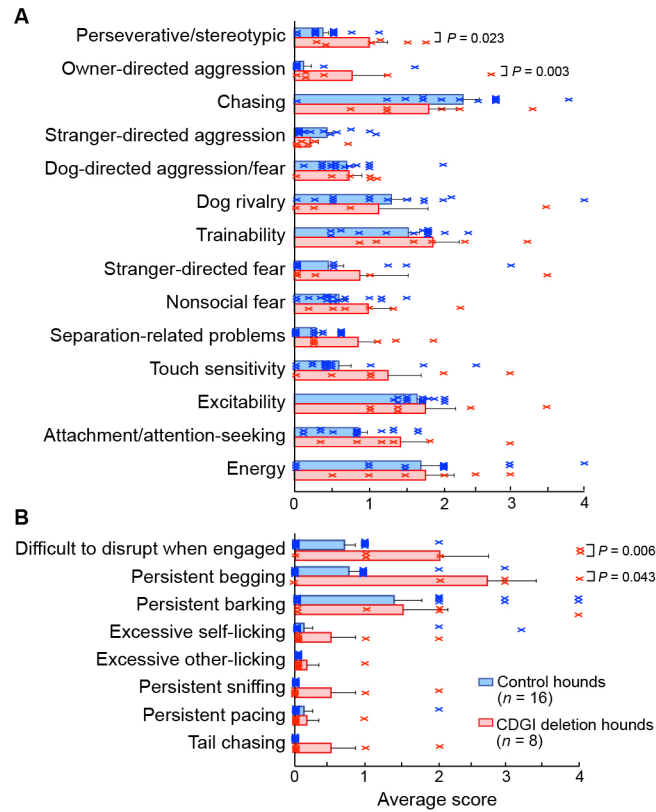 A
Perseverative/stereotypic
P = 0.023
Owner-directed aggression
P = 0.003
Chasing
Stranger-directed aggression
Dog-directed aggression/fear
Dog rivalry
Trainability
Stranger-directed fear
Nonsocial fear
Separation-related problems
Touch sensitivity
Excitability
Attachment/attention-seeking
Energy
0 1 2 3 4
B
Difficult to disrupt when engaged
P = 0.006
Persistent begging
P = 0.043
Persistent barking
Excessive self-licking
Excessive other-licking
Persistent sniffing
Persistent pacing
Tail chasing
Control hounds
(n = 16)
CDGI deletion hounds
(n = 8)
0 1 2 3 4
Average score